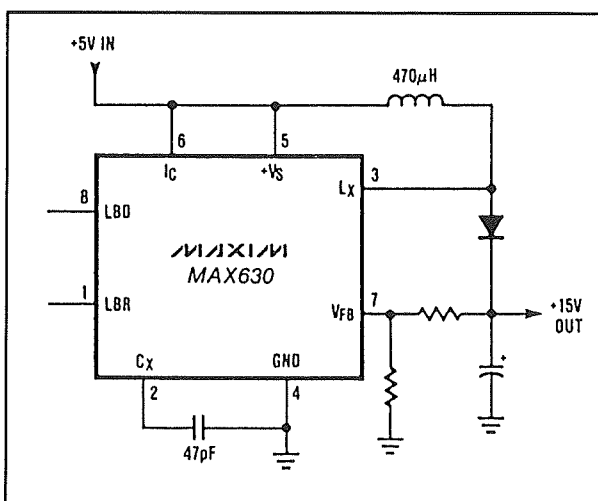 +5V IN
470µH
6
5
IC
+VS
3
LX
8
LBD
MAXIM
MAX630
1
LBR
7
VFB
+15V
OUT
+
CX
GND
2
4
47pF